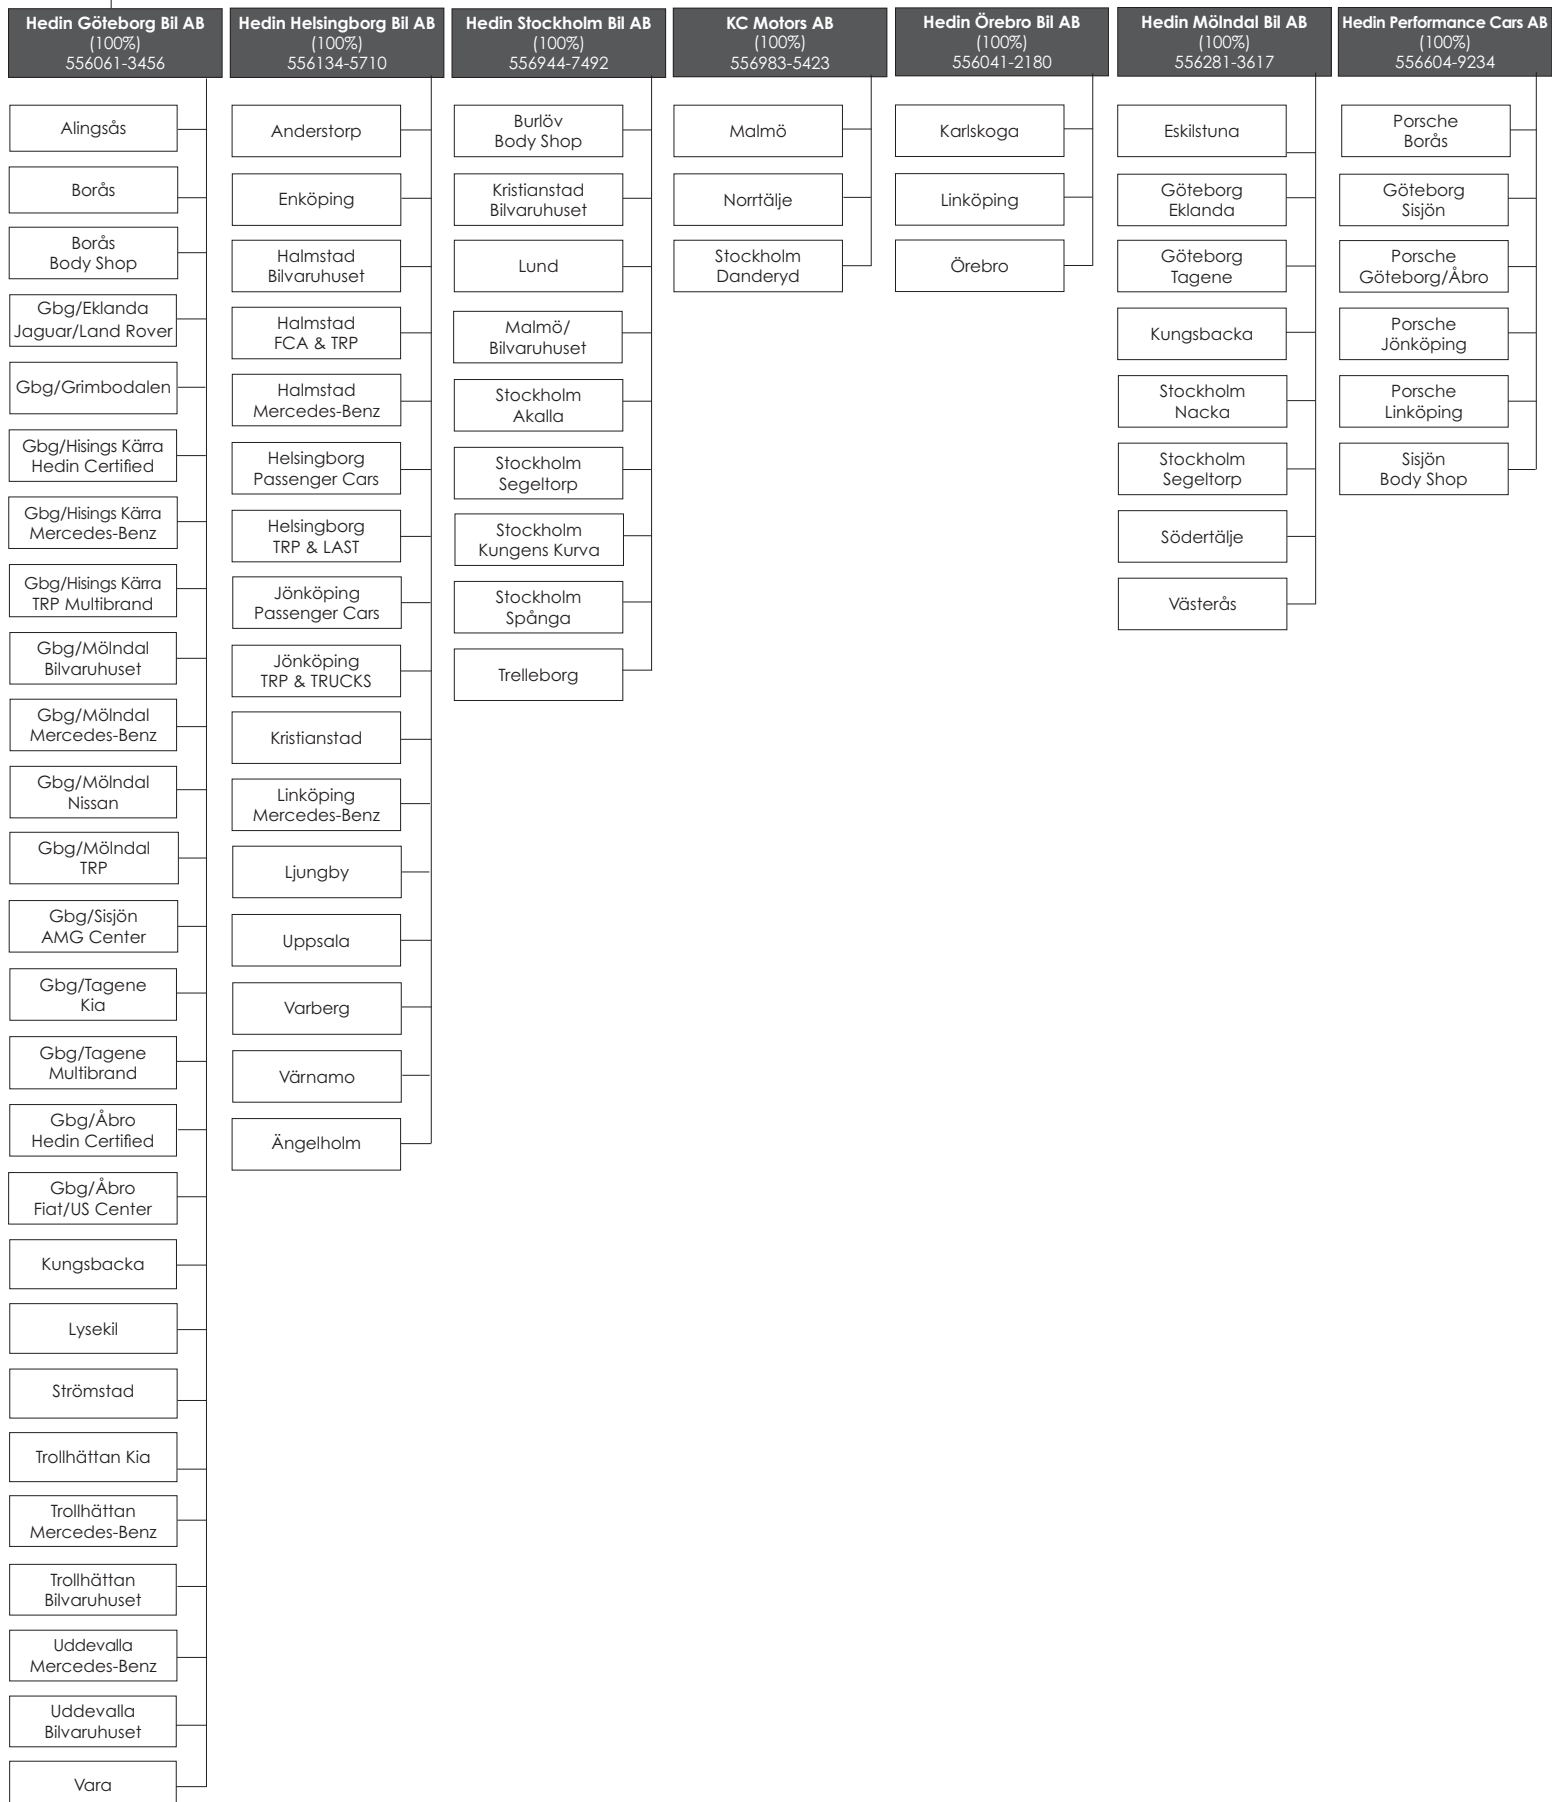 Hedin Göteborg Bil AB
(100%)
556061-3456
Alingsås
Borås
Borås
Body Shop
Gbg/Eklanda
Jaguar/Land Rover
Gbg/Grimbodalen
Gbg/Hisings Kärra
Hedin Certified
Gbg/Hisings Kärra
Mercedes-Benz
Gbg/Hisings Kärra
TRP Multibrand
Gbg/Mölndal
Bilvaruhuset
Gbg/Mölndal
Mercedes-Benz
Gbg/Mölndal
Nissan
Gbg/Mölndal
TRP
Gbg/Sisjön
AMG Center
Gbg/Tagene
Kia
Gbg/Tagene
Multibrand
Gbg/Åbro
Hedin Certified
Gbg/Åbro
Fiat/US Center
Kungsbacka
Lysekil
Strömstad
Trollhättan Kia
Trollhättan
Mercedes-Benz
Trollhättan
Bilvaruhuset
Uddevalla
Mercedes-Benz
Uddevalla
Bilvaruhuset
Vara
Hedin Helsingborg Bil AB
(100%)
556134-5710
Anderstorp
Enköping
Halmstad
Bilvaruhuset
Halmstad
FCA & TRP
Halmstad
Mercedes-Benz
Helsingborg
Passenger Cars
Helsingborg
TRP & LAST
Jönköping
Passenger Cars
Jönköping
TRP & TRUCKS
Kristianstad
Linköping
Mercedes-Benz
Ljungby
Uppsala
Varberg
Värnamo
Ängelholm
Hedin Stockholm Bil AB
(100%)
556944-7492
Burlöv
Body Shop
Kristianstad
Bilvaruhuset
Lund
Malmö/
Bilvaruhuset
Stockholm
Akalla
Stockholm
Segeltorp
Stockholm
Kungens Kurva
Stockholm
Spånga
Trelleborg
KC Motors AB
(100%)
556983-5423
Malmö
Norrtälje
Stockholm
Danderyd
Hedin Örebro Bil AB
(100%)
556041-2180
Karlskoga
Linköping
Örebro
Hedin Mölndal Bil AB
(100%)
556281-3617
Eskilstuna
Göteborg
Eklanda
Göteborg
Tagene
Kungsbacka
Stockholm
Nacka
Stockholm
Segeltorp
Södertälje
Västerås
Hedin Performance Cars AB
(100%)
556604-9234
Porsche
Borås
Göteborg
Sisjön
Porsche
Göteborg/Åbro
Porsche
Jönköping
Porsche
Linköping
Sisjön
Body Shop